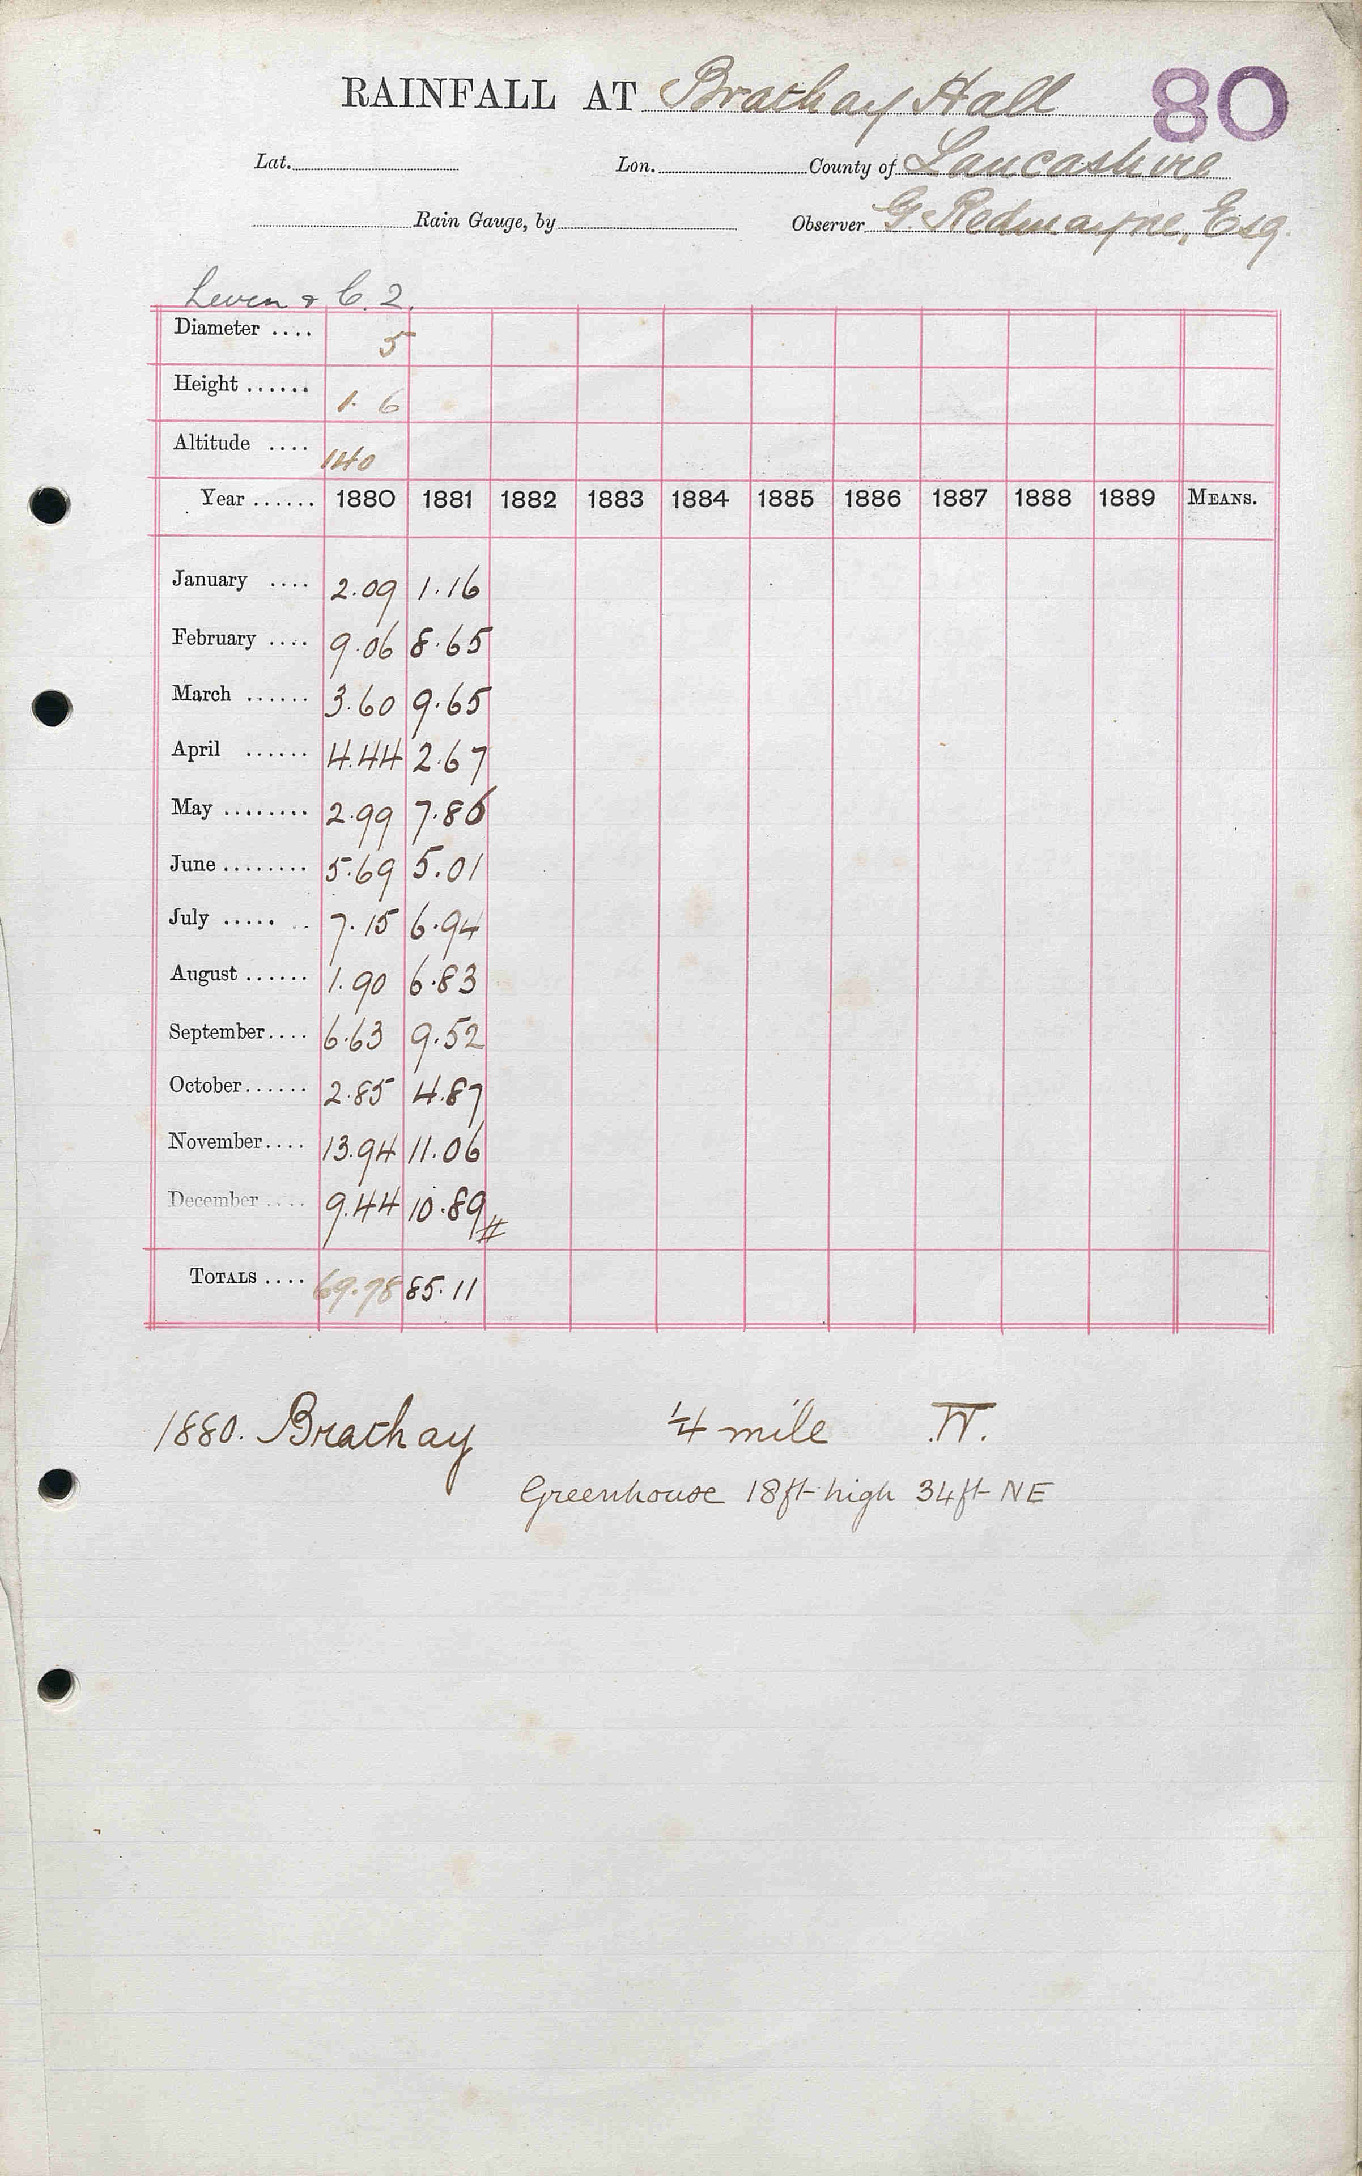 RAINFALL AT Brathay Hall 80
Lat. Lon. County of Lancashire
Rain Gauge, by Observer G. Redmayne, Esq.
Leven & C. 2.
Diameter .... 5
Height ...... 1. 6
Altitude .... 140
Year ...... 1880 1881 1882 1883 1884 1885 1886 1887 1888 1889 MEANS.
January .... 2.09 1.16
February .... 9.06 8.65
March ...... 3.60 9.65
April ...... 4.44 2.67
May ........ 2.99 7.86
June ........ 5.69 5.01
July ..... .. 7.15 6.94
August ...... 1.90 6.83
September .... 6.63 9.52
October ...... 2.85 4.87
November .... 13.94 11.06
December .... 9.44 10.89
TOTALS .... 69.78 85.11
1880. Brathay 1/4 mile W.
Greenhouse 18ft high 34ft NE